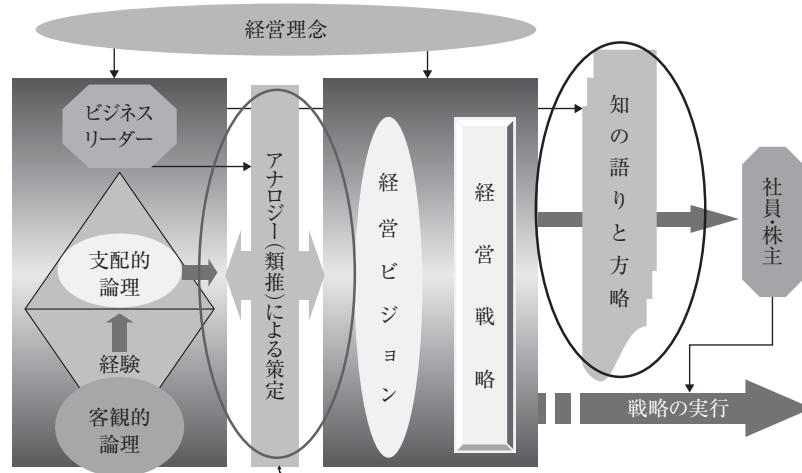 経営理念
ビジネス
リーダー
支配的
論理
経験
客観的
論理
アナロジー(類推)による策定
経営ビジョン
経営戦略
知の語りと方略
社員・株主
戦略の実行